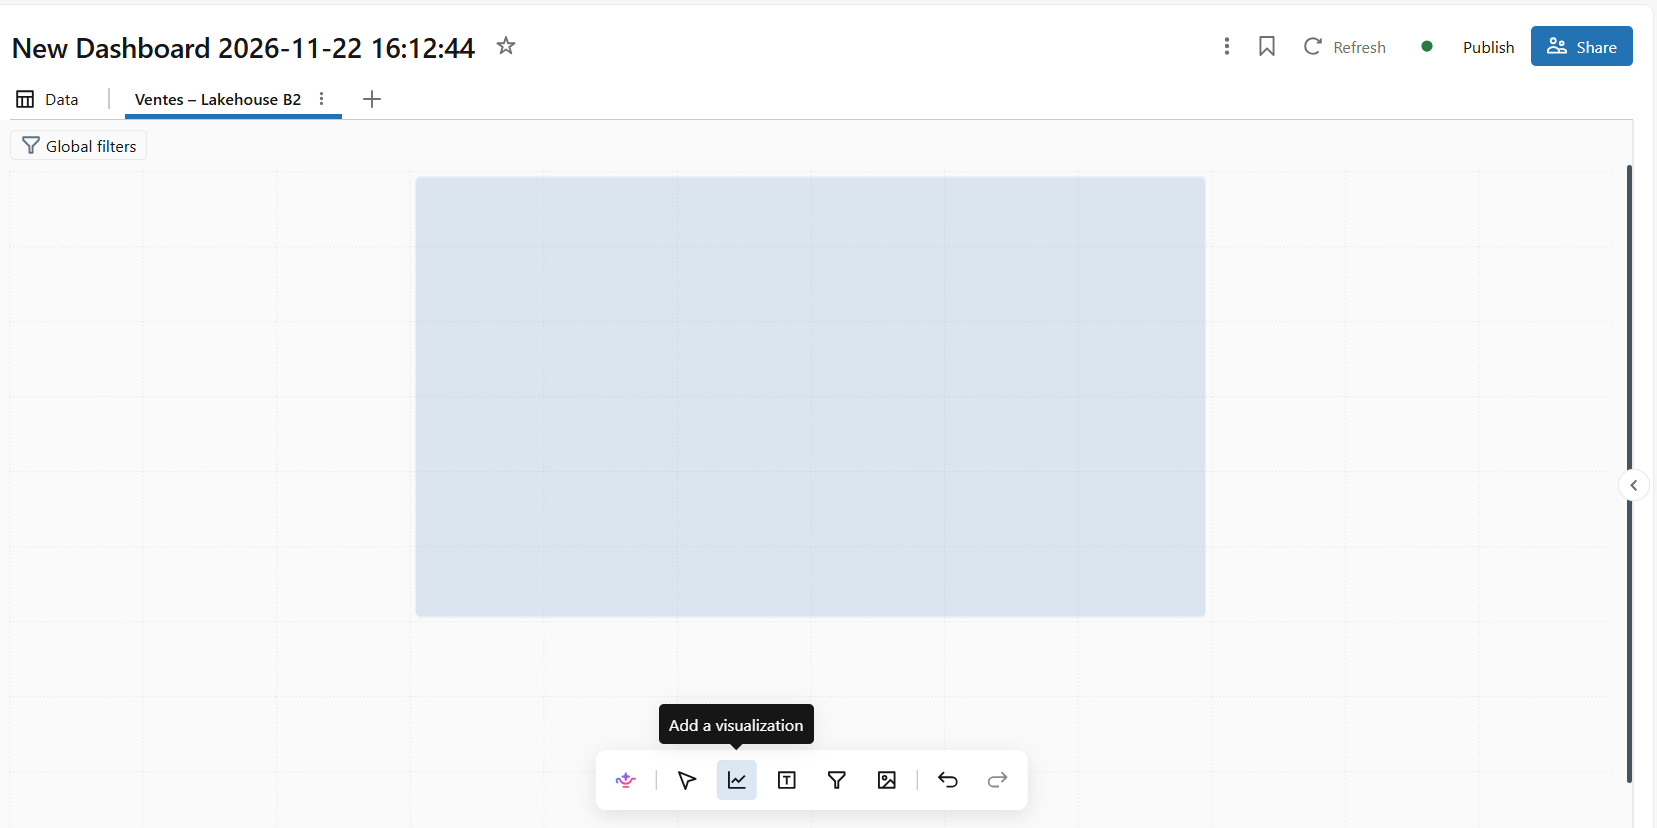 New Dashboard 2026-11-22 16:12:44
Refresh
Publish
Share
Data
Ventes – Lakehouse B2
Global filters
Add a visualization